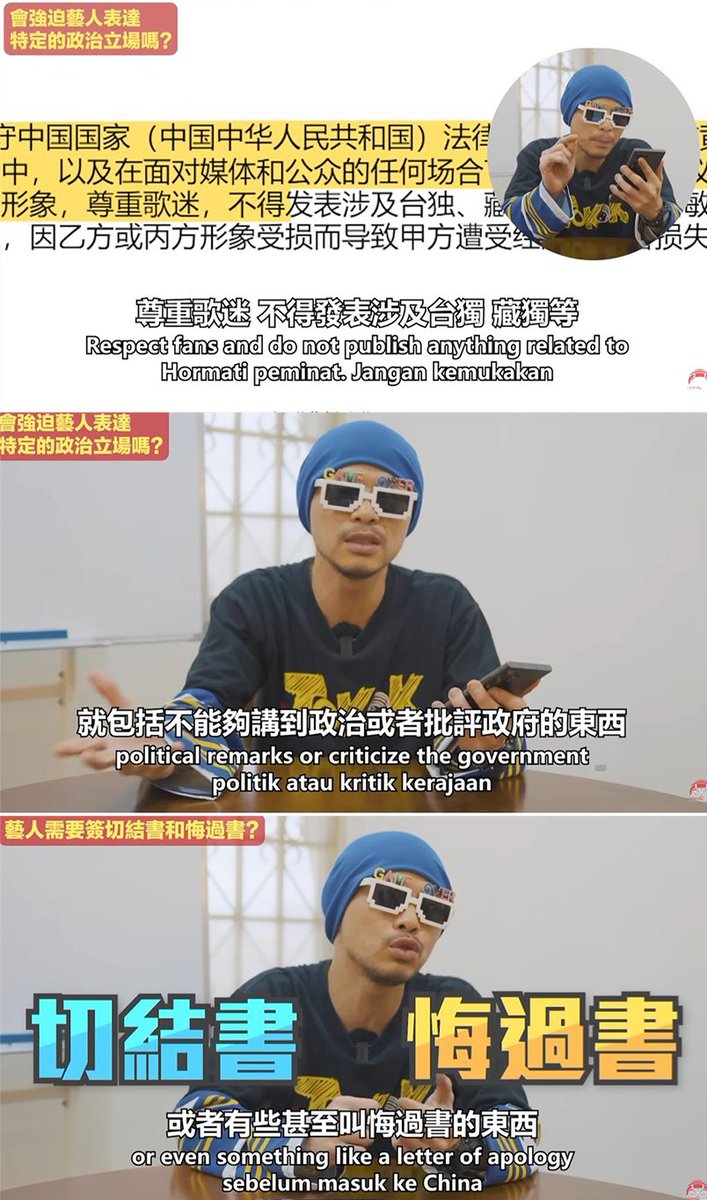 會強迫藝人表達
特定的政治立場嗎?
守中国国家（中国中华人民共和国）法律
中，以及在面对媒体和公众的任何场合
形象，尊重歌迷，不得发表涉及台独、藏
，因乙方或丙方形象受损而导致甲方遭受经
损失
尊重歌迷 不得發表涉及台獨 藏獨等
Respect fans and do not publish anything related to
Hormati peminat. Jangan kemukakan
會強迫藝人表達
特定的政治立場嗎?
GAME OVER
就包括不能夠講到政治或者批評政府的東西
political remarks or criticize the government
politik atau kritik kerajaan
藝人需要簽切結書和悔過書?
GAME OVER
切結書 悔過書
或者有些甚至叫悔過書的東西
or even something like a letter of apology
sebelum masuk ke China